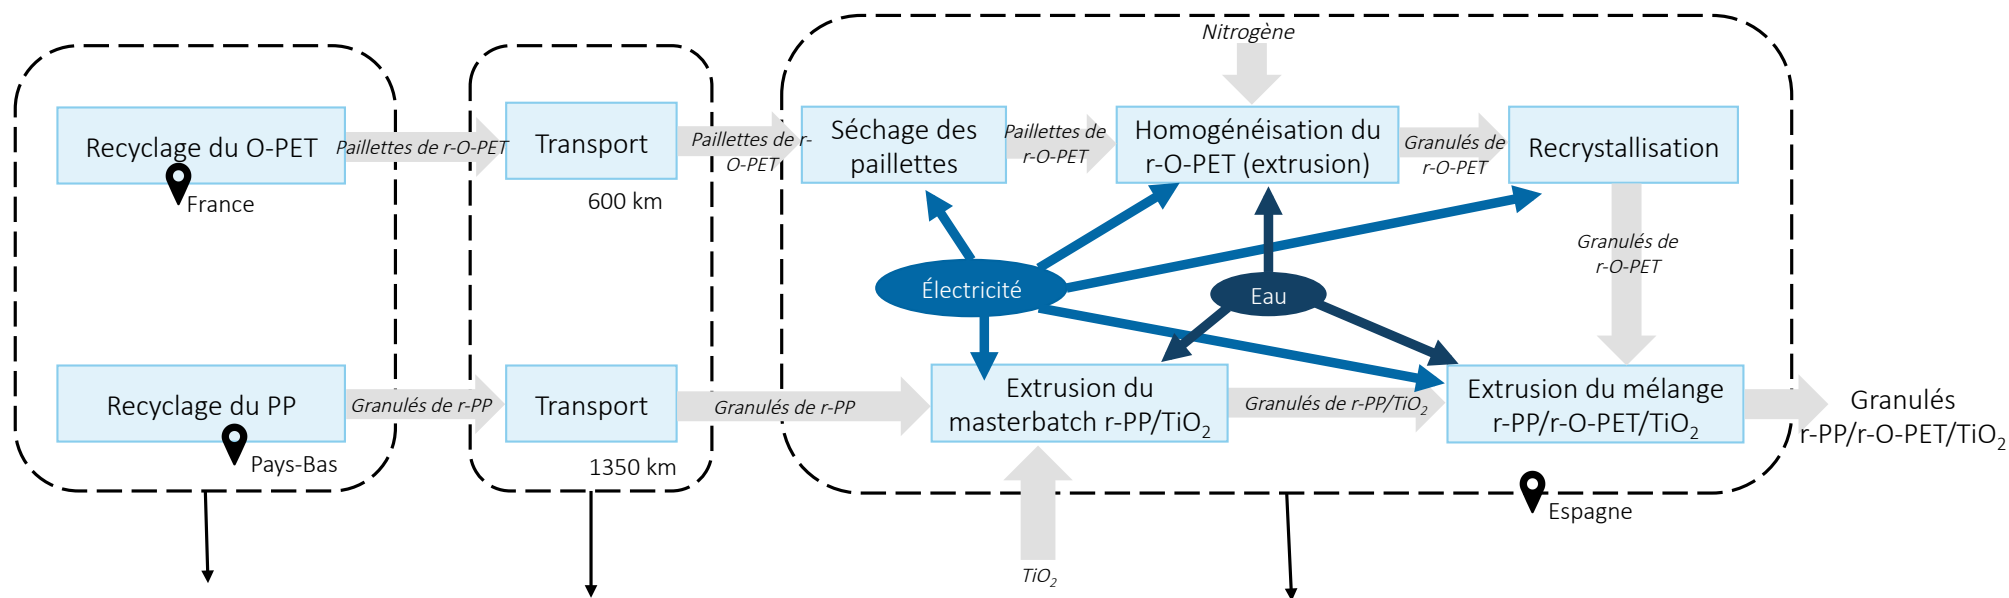 Nitrogène
Recyclage du O-PET
France
Paillettes de r-O-PET
Transport
600 km
Paillettes de r-
O-PET
Séchage des
paillettes
Paillettes de
r-O-PET
Homogénéisation du
r-O-PET (extrusion)
Granulés de
r-O-PET
Recrystallisation
Granulés de
r-O-PET
Électricité
Eau
Recyclage du PP
Pays-Bas
Granulés de r-PP
Transport
1350 km
Granulés de r-PP
Extrusion du
masterbatch r-PP/TiO₂
Granulés de r-PP/TiO₂
Extrusion du mélange
r-PP/r-O-PET/TiO₂
Granulés
r-PP/r-O-PET/TiO₂
Espagne
TiO₂